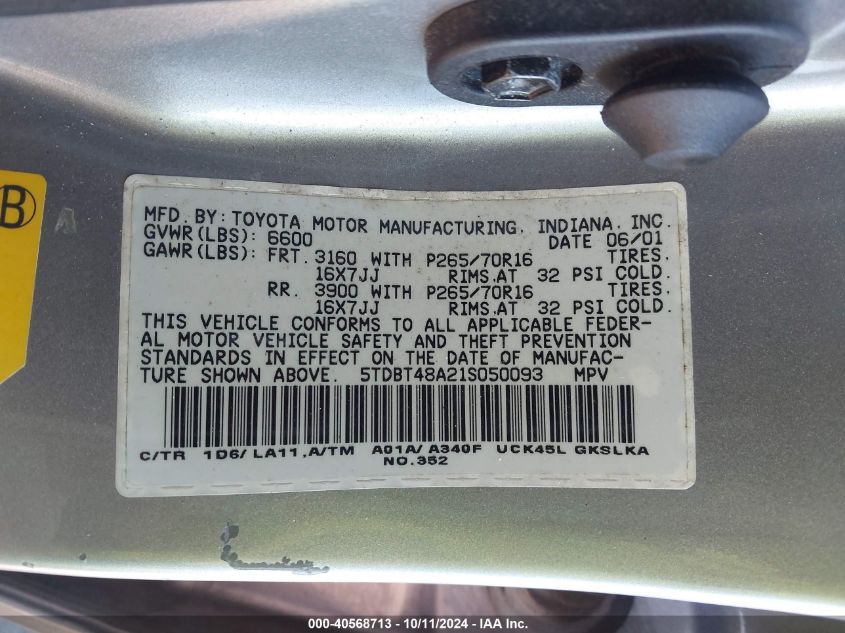 B
A
MFD. BY: TOYOTA MOTOR MANUFACTURING, INDIANA, INC.
GVWR(LBS): 6600 DATE 06/01
GAWR(LBS): FRT. 3160 WITH P265/70R16 TIRES.
16X7JJ RIMS.AT 32 PSI COLD.
RR. 3900 WITH P265/70R16 TIRES.
16X7JJ RIMS.AT 32 PSI COLD.
THIS VEHICLE CONFORMS TO ALL APPLICABLE FEDER-
AL MOTOR VEHICLE SAFETY AND THEFT PREVENTION
STANDARDS IN EFFECT ON THE DATE OF MANUFAC-
TURE SHOWN ABOVE. 5TDBT48A21S050093 MPV
C/TR 1D6/LA11,A/TM A01A/A340F UCK45L GKSLKA
NO.352
000-40568713 - 10/11/2024 - IAA Inc.